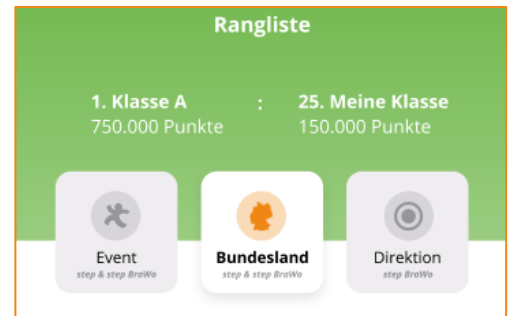 Rangliste
1. Klasse A : 25. Meine Klasse
750.000 Punkte 150.000 Punkte
Event Bundesland Direktion
step & step BraWo step & step BraWo step BraWo